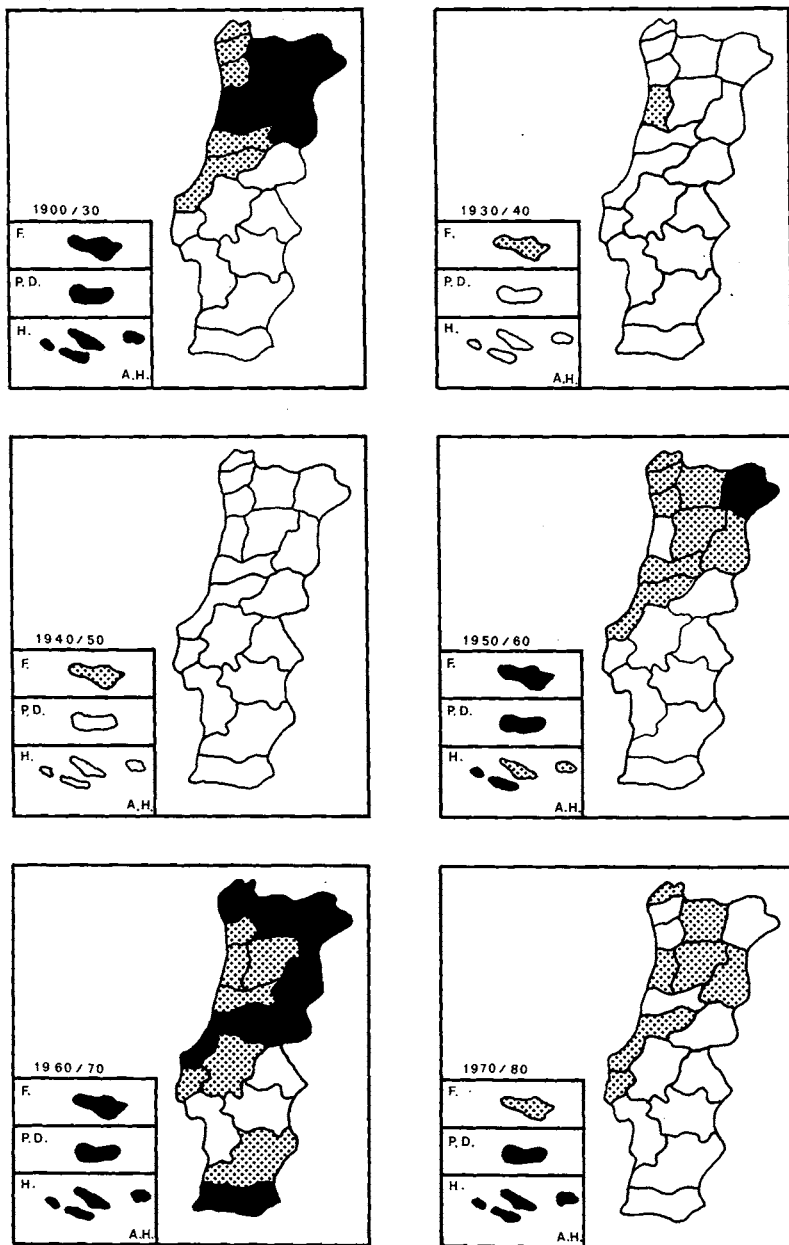 1900/30
F.
P.D.
H.
A.H.
1930/40
F.
P.D.
H.
A.H.
1940/50
F.
P.D.
H.
A.H.
1950/60
F.
P.D.
H.
A.H.
1960/70
F.
P.D.
H.
A.H.
1970/80
F.
P.D.
H.
A.H.